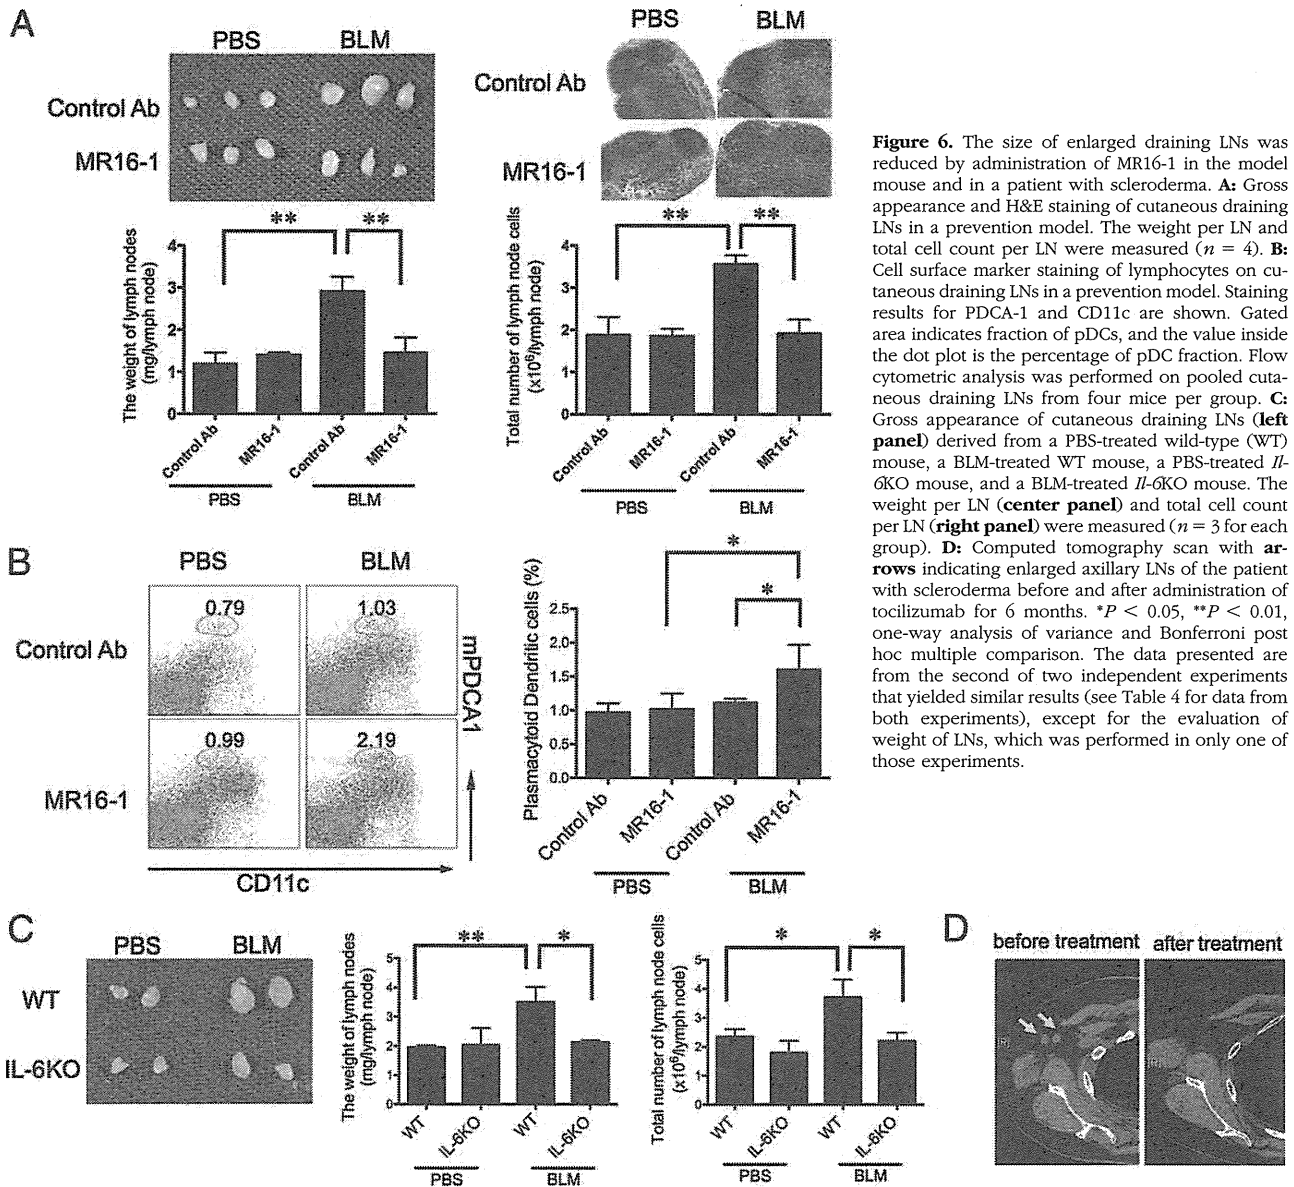 A
PBS BLM
Control Ab
MR16-1
PBS BLM
Control Ab
MR16-1
The weight of lymph nodes
(mg/lymph node)
4
3
2
1
0
** **
Control Ab MR16-1 Control Ab MR16-1
PBS BLM
Total number of lymph node cells
(x10⁶/lymph node)
4
3
2
1
0
** **
Control Ab MR16-1 Control Ab MR16-1
PBS BLM
Figure 6. The size of enlarged draining LNs was
reduced by administration of MR16-1 in the model
mouse and in a patient with scleroderma. A: Gross
appearance and H&E staining of cutaneous draining
LNs in a prevention model. The weight per LN and
total cell count per LN were measured (n = 4). B:
Cell surface marker staining of lymphocytes on cu-
taneous draining LNs in a prevention model. Staining
results for PDCA-1 and CD11c are shown. Gated
area indicates fraction of pDCs, and the value inside
the dot plot is the percentage of pDC fraction. Flow
cytometric analysis was performed on pooled cuta-
neous draining LNs from four mice per group. C:
Gross appearance of cutaneous draining LNs (left
panel) derived from a PBS-treated wild-type (WT)
mouse, a BLM-treated WT mouse, a PBS-treated Il-
6KO mouse, and a BLM-treated Il-6KO mouse. The
weight per LN (center panel) and total cell count
per LN (right panel) were measured (n = 3 for each
group). D: Computed tomography scan with ar-
rows indicating enlarged axillary LNs of the patient
with scleroderma before and after administration of
tocilizumab for 6 months. *P < 0.05, **P < 0.01,
one-way analysis of variance and Bonferroni post
hoc multiple comparison. The data presented are
from the second of two independent experiments
that yielded similar results (see Table 4 for data from
both experiments), except for the evaluation of
weight of LNs, which was performed in only one of
those experiments.
B
PBS BLM
Control Ab
0.79 1.03
MR16-1
0.99 2.19
mPDCA1
CD11c
Plasmacytoid Dendritic cells (%)
2.5
2.0
1.5
1.0
0.5
0.0
*
*
Control Ab MR16-1 Control Ab MR16-1
PBS BLM
C
PBS BLM
WT
IL-6KO
The weight of lymph nodes
(mg/lymph node)
5
4
3
2
1
0
** *
WT IL-6KO WT IL-6KO
PBS BLM
Total number of lymph node cells
(x10⁶/lymph node)
5
4
3
2
1
0
* *
WT IL-6KO WT IL-6KO
PBS BLM
D
before treatment after treatment